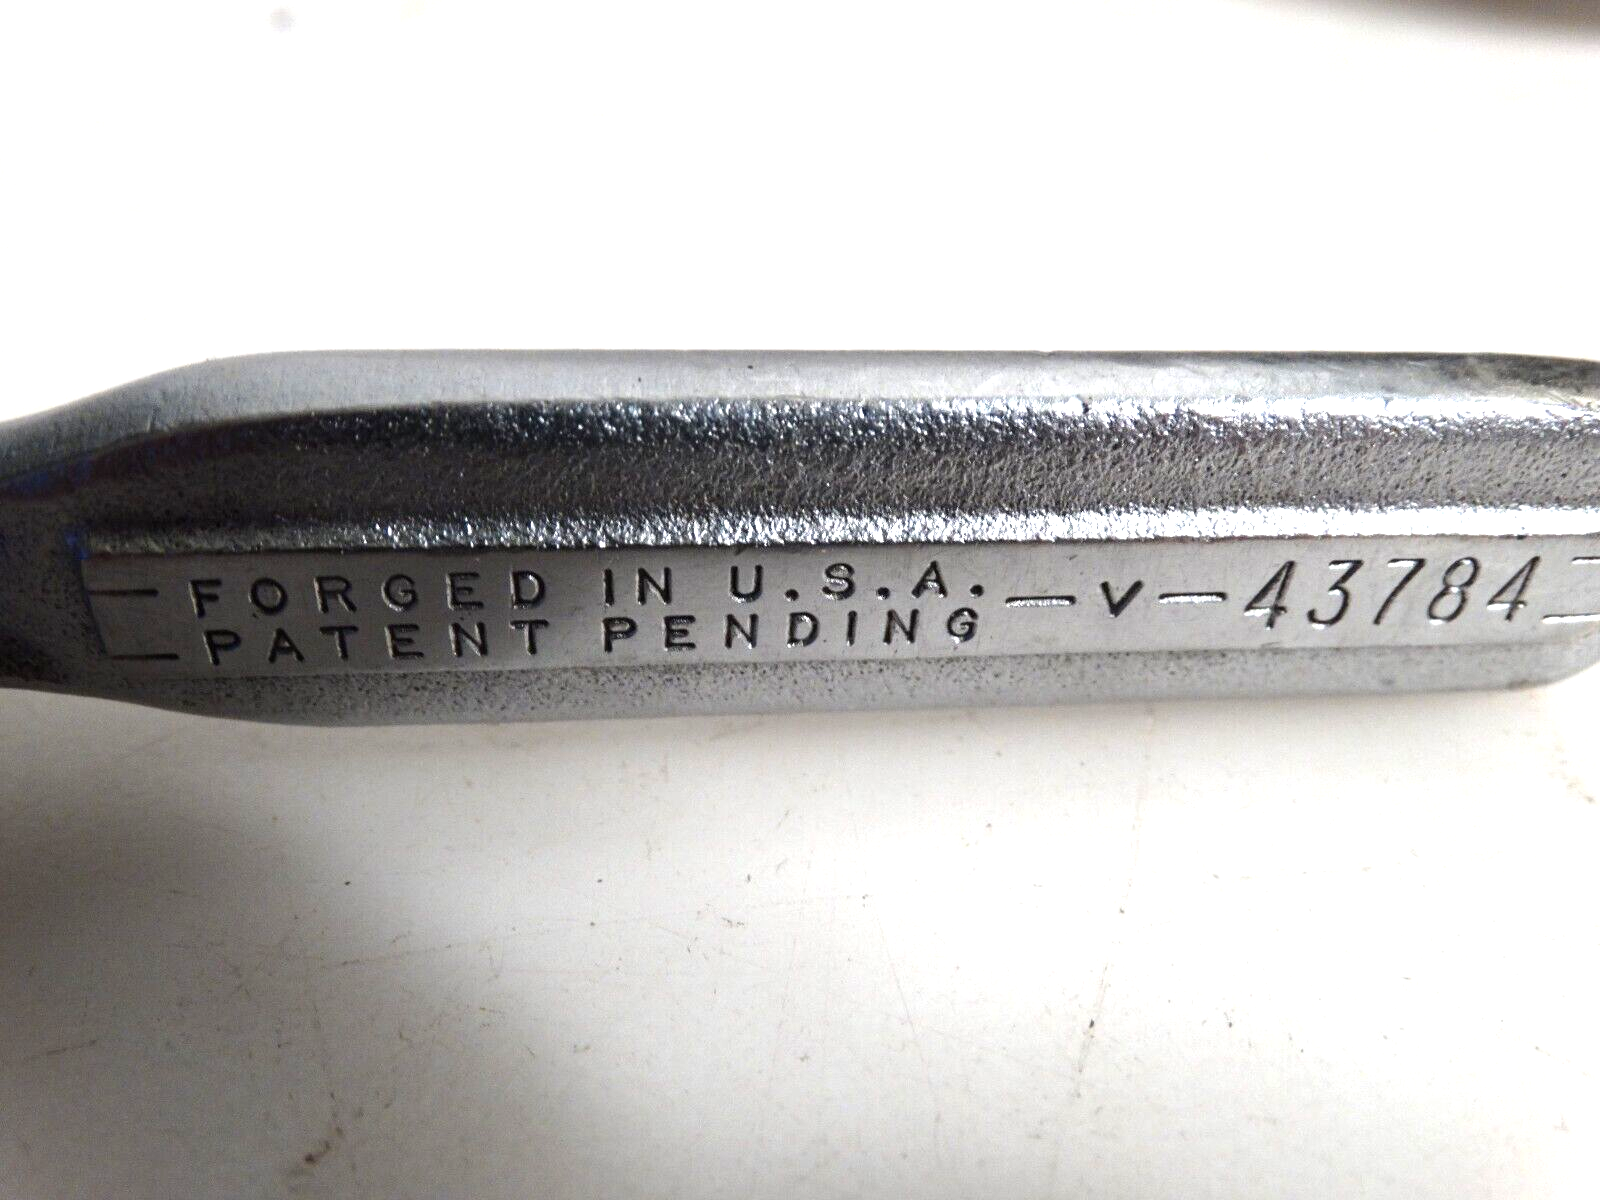 FORGED IN U.S.A. — V — 43784
PATENT PENDING